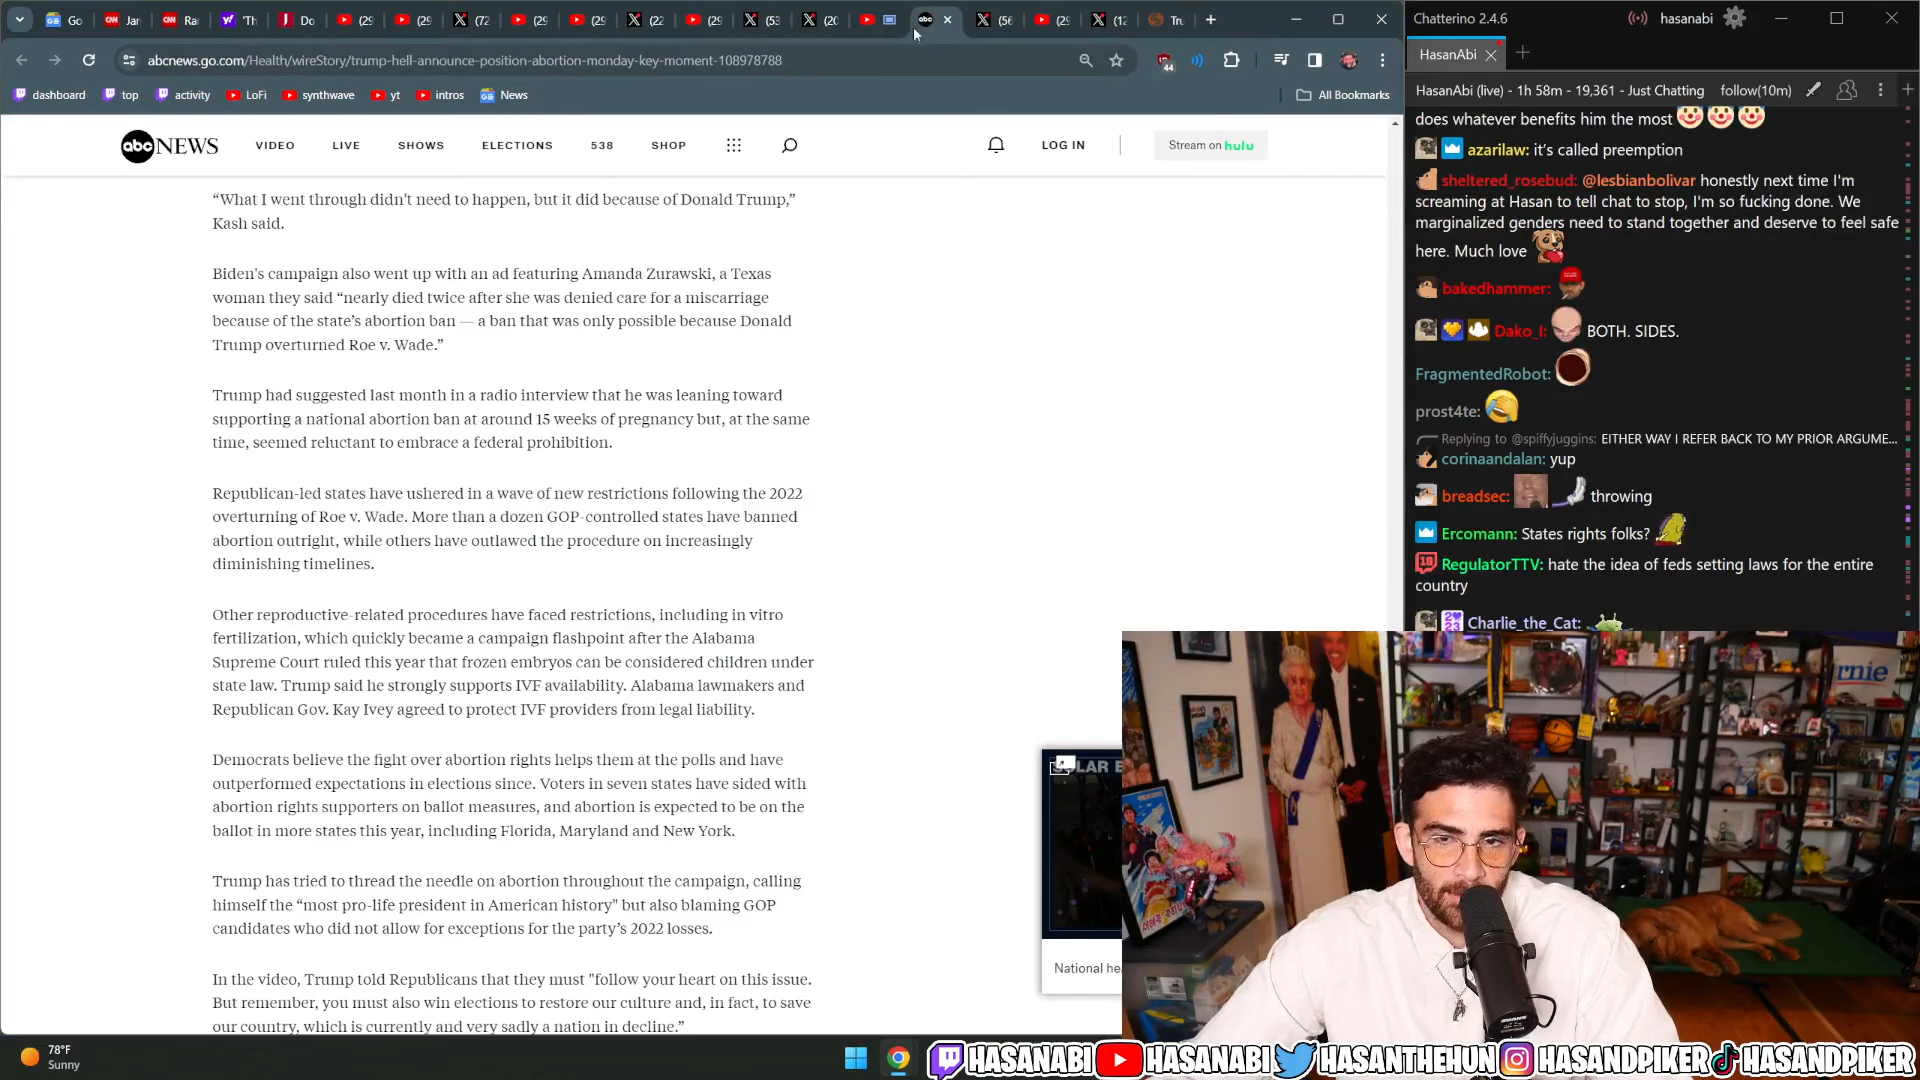 Go
Jar
Ra
'Th
Do
(29
(29
(72
(29
(29
(22
(29
(53
(20
(56
(29
(12
Tru
abcnews.go.com/Health/wireStory/trump-hell-announce-position-abortion-monday-key-moment-108978788
44
dashboard
top
activity
LoFi
synthwave
yt
intros
News
All Bookmarks
abc NEWS
VIDEO
LIVE
SHOWS
ELECTIONS
538
SHOP
LOG IN
Stream on hulu
“What I went through didn't need to happen, but it did because of Donald Trump,”
Kash said.
Biden's campaign also went up with an ad featuring Amanda Zurawski, a Texas
woman they said “nearly died twice after she was denied care for a miscarriage
because of the state’s abortion ban — a ban that was only possible because Donald
Trump overturned Roe v. Wade.”
Trump had suggested last month in a radio interview that he was leaning toward
supporting a national abortion ban at around 15 weeks of pregnancy but, at the same
time, seemed reluctant to embrace a federal prohibition.
Republican-led states have ushered in a wave of new restrictions following the 2022
overturning of Roe v. Wade. More than a dozen GOP-controlled states have banned
abortion outright, while others have outlawed the procedure on increasingly
diminishing timelines.
Other reproductive-related procedures have faced restrictions, including in vitro
fertilization, which quickly became a campaign flashpoint after the Alabama
Supreme Court ruled this year that frozen embryos can be considered children under
state law. Trump said he strongly supports IVF availability. Alabama lawmakers and
Republican Gov. Kay Ivey agreed to protect IVF providers from legal liability.
Democrats believe the fight over abortion rights helps them at the polls and have
outperformed expectations in elections since. Voters in seven states have sided with
abortion rights supporters on ballot measures, and abortion is expected to be on the
ballot in more states this year, including Florida, Maryland and New York.
Trump has tried to thread the needle on abortion throughout the campaign, calling
himself the “most pro-life president in American history" but also blaming GOP
candidates who did not allow for exceptions for the party’s 2022 losses.
In the video, Trump told Republicans that they must "follow your heart on this issue.
But remember, you must also win elections to restore our culture and, in fact, to save
our country, which is currently and very sadly a nation in decline.”
National he
78°F
Sunny
Chatterino 2.4.6
hasanabi
HasanAbi
HasanAbi (live) - 1h 58m - 19,361 - Just Chatting
follow(10m)
does whatever benefits him the most
azarilaw: it’s called preemption
sheltered_rosebud: @lesbianbolivar honestly next time I'm
screaming at Hasan to tell chat to stop, I'm so fucking done. We
marginalized genders need to stand together and deserve to feel safe
here. Much love
bakedhammer:
Dako_I: BOTH. SIDES.
FragmentedRobot:
prost4te:
Replying to @spiffyjuggins: EITHER WAY I REFER BACK TO MY PRIOR ARGUME...
corinaandalan: yup
breadsec: throwing
Ercomann: States rights folks?
RegulatorTTV: hate the idea of feds setting laws for the entire
country
Charlie_the_Cat:
rnie
HASANABI
HASANABI
HASANTHEHUN
HASANDPIKER
HASANDPIKER